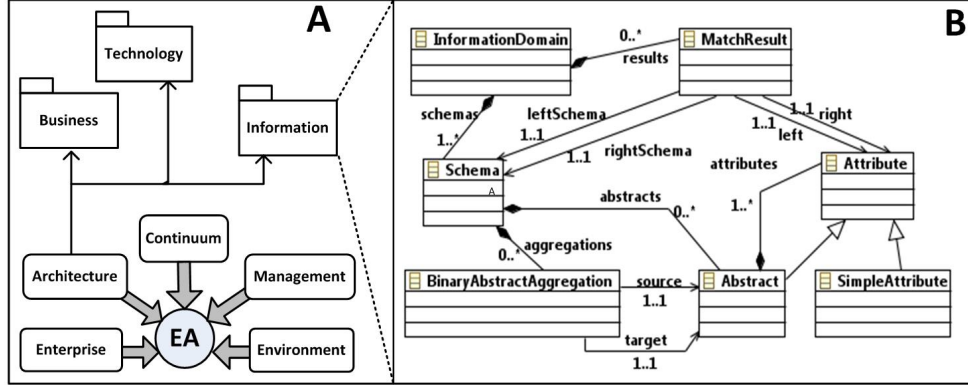 A
Technology
Business
Information
Continuum
Architecture
Management
EA
Enterprise
Environment
B
InformationDomain
0..*
results
MatchResult
schemas
1..*
leftSchema
1..1
1..1
rightSchema
1..1
right
1..1
left
Schema
A
attributes
1..*
Attribute
abstracts
0..*
0..*
aggregations
BinaryAbstractAggregation
source
1..1
Abstract
SimpleAttribute
target
1..1